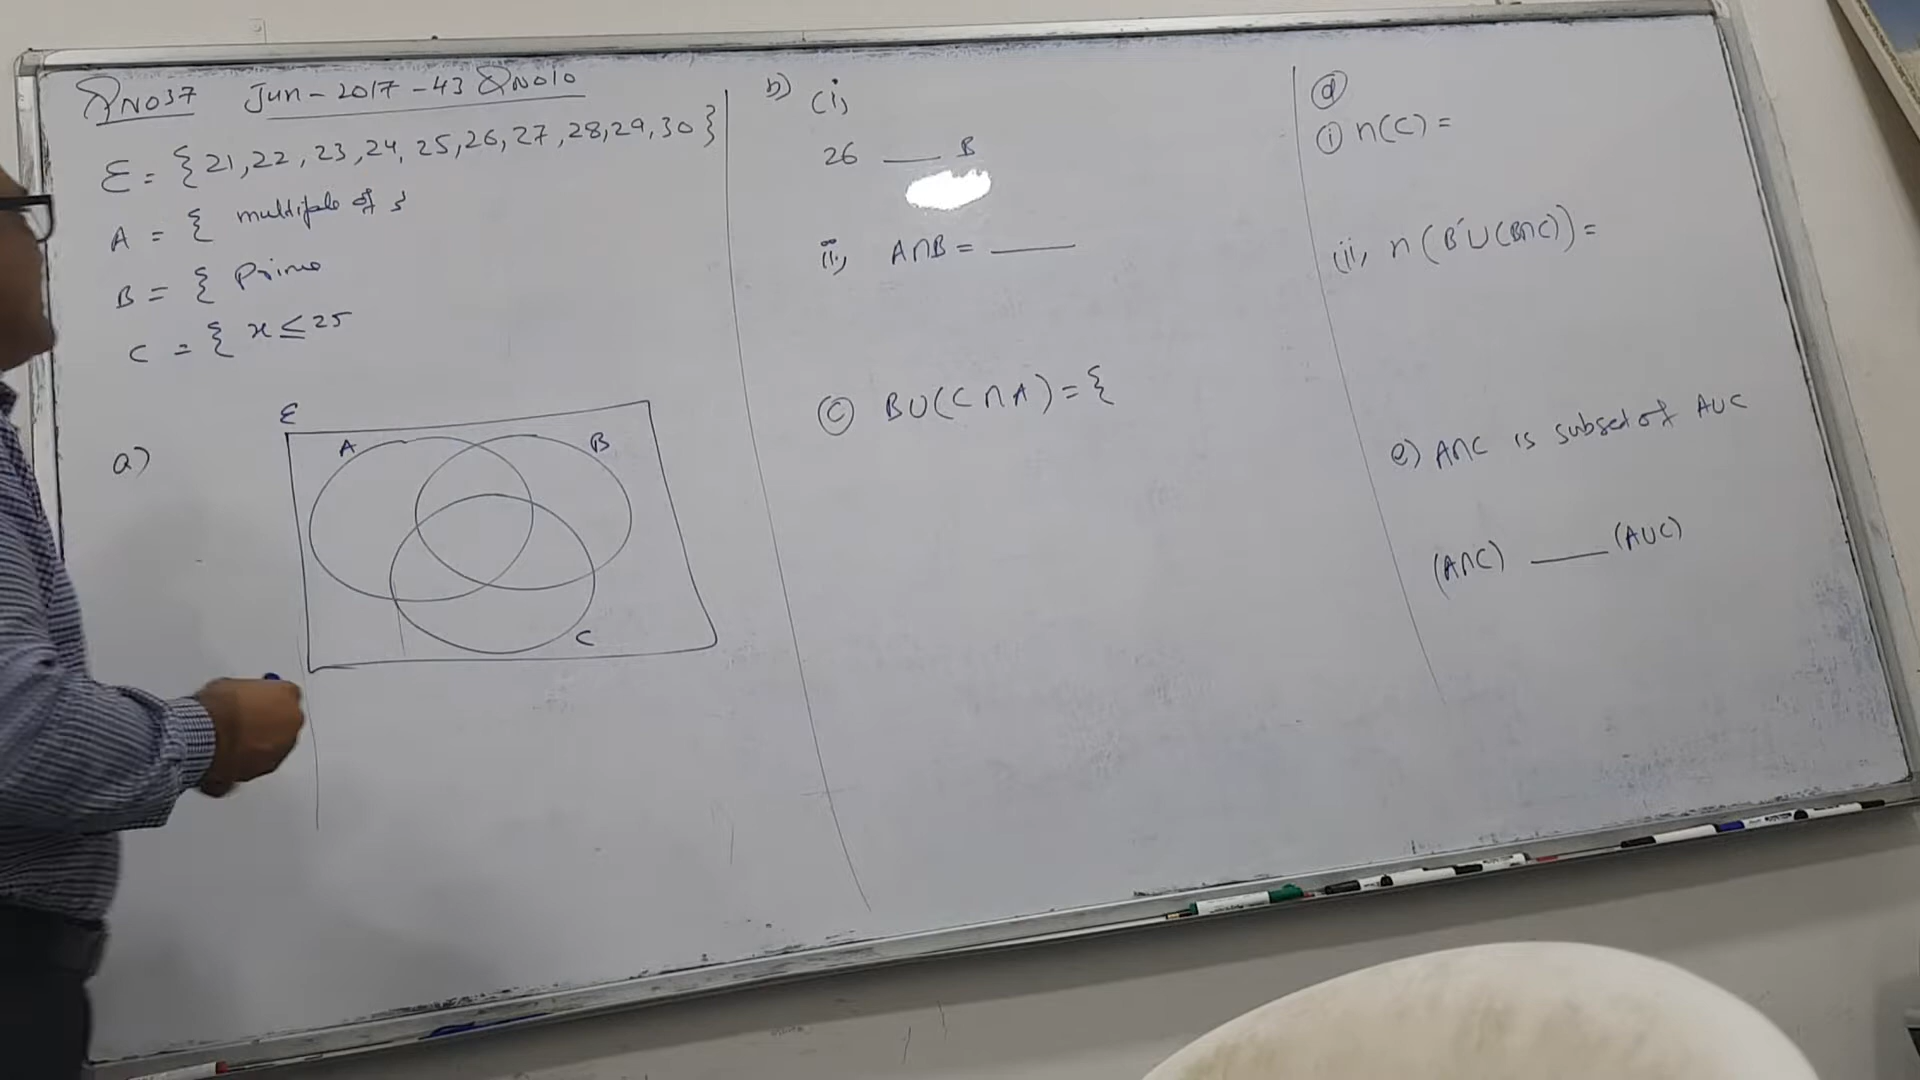 QNO37 Jun-2017-43 QNO10
Ɛ = {21,22,23,24,25,26,27,28,29,30}
A = { multiple of 3
B = { Prime
C = { x ≤ 25
a)
Ɛ
A
B
C
b) (i,
26 ___ B
ii, A∩B = ___
(c) B∪(C∩A) = {
(d)
(i) n(C) =
(ii, n(B′∪(B∩C)) =
e) A∩C is subset of A∪C
(A∩C) ___ (A∪C)